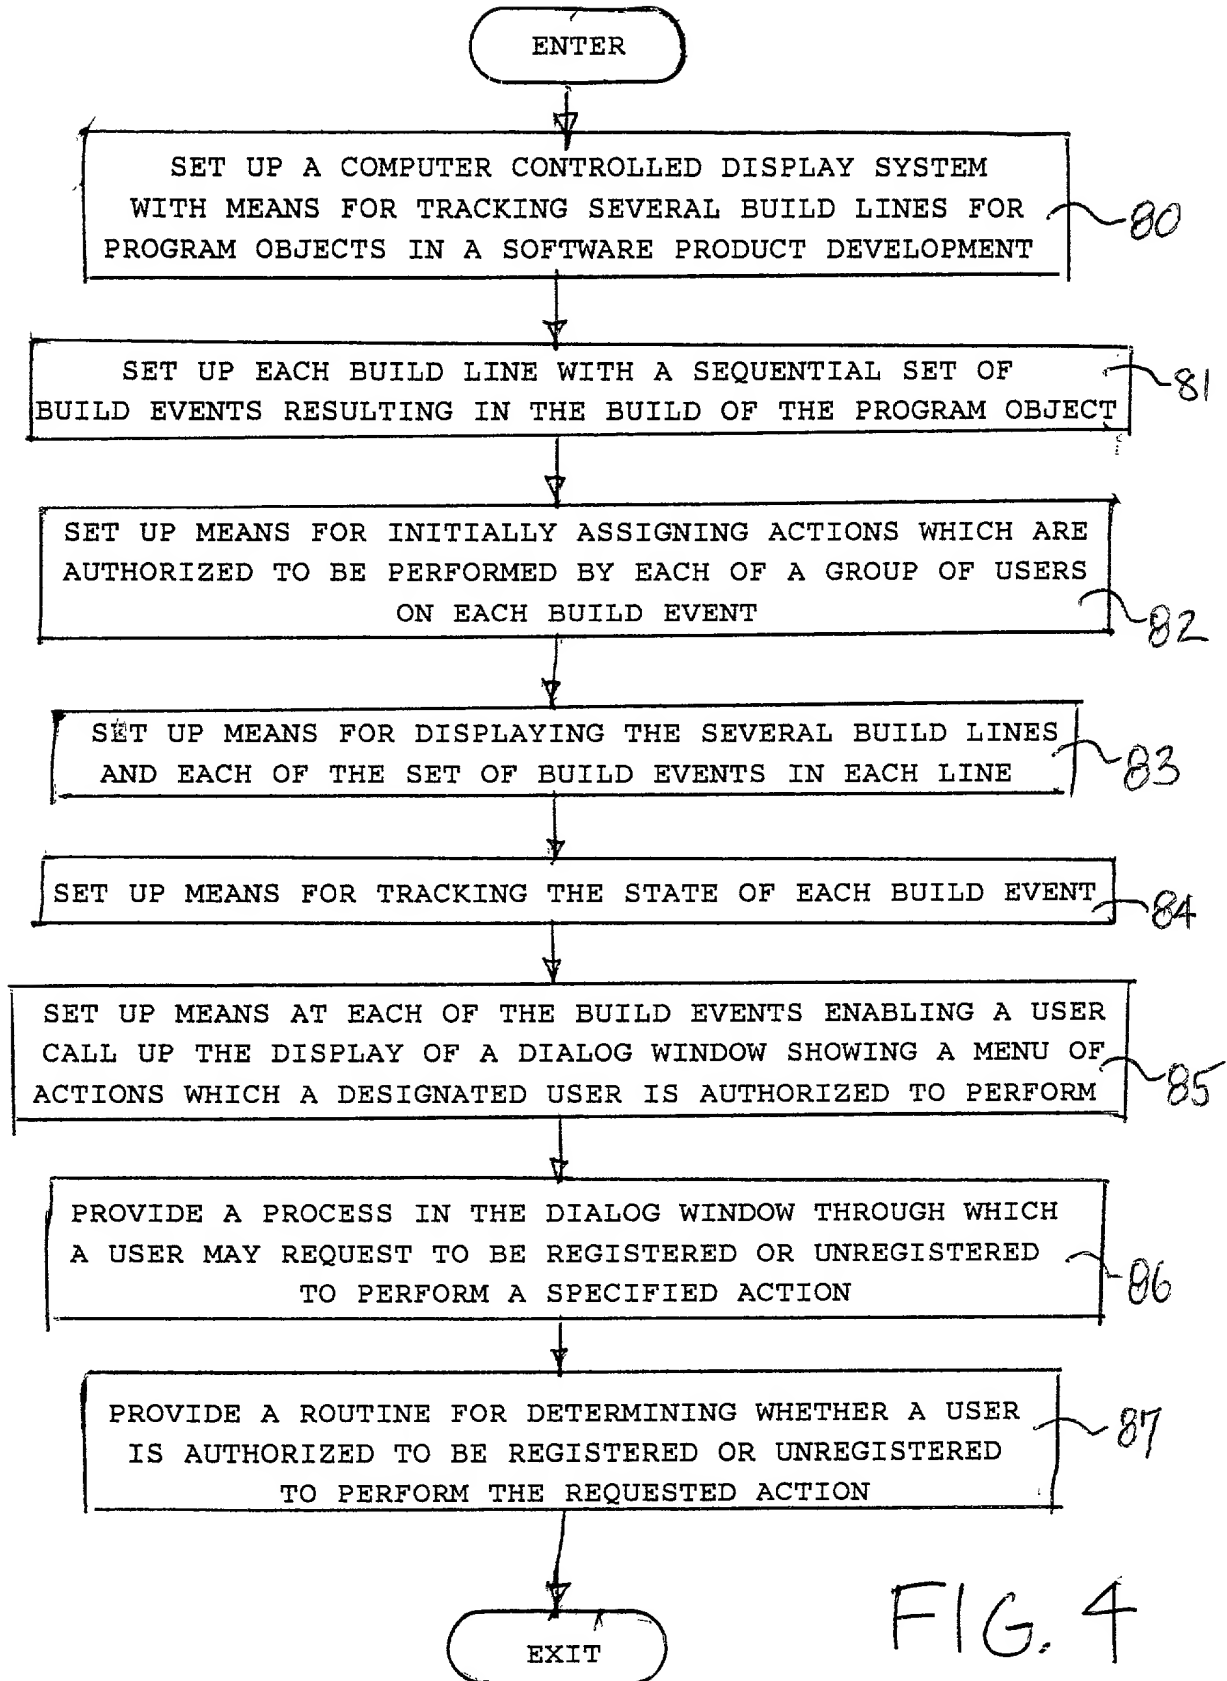 ENTER
SET UP A COMPUTER CONTROLLED DISPLAY SYSTEM
WITH MEANS FOR TRACKING SEVERAL BUILD LINES FOR
PROGRAM OBJECTS IN A SOFTWARE PRODUCT DEVELOPMENT
80
SET UP EACH BUILD LINE WITH A SEQUENTIAL SET OF
BUILD EVENTS RESULTING IN THE BUILD OF THE PROGRAM OBJECT
81
SET UP MEANS FOR INITIALLY ASSIGNING ACTIONS WHICH ARE
AUTHORIZED TO BE PERFORMED BY EACH OF A GROUP OF USERS
ON EACH BUILD EVENT
82
SET UP MEANS FOR DISPLAYING THE SEVERAL BUILD LINES
AND EACH OF THE SET OF BUILD EVENTS IN EACH LINE
83
SET UP MEANS FOR TRACKING THE STATE OF EACH BUILD EVENT
84
SET UP MEANS AT EACH OF THE BUILD EVENTS ENABLING A USER
CALL UP THE DISPLAY OF A DIALOG WINDOW SHOWING A MENU OF
ACTIONS WHICH A DESIGNATED USER IS AUTHORIZED TO PERFORM
85
PROVIDE A PROCESS IN THE DIALOG WINDOW THROUGH WHICH
A USER MAY REQUEST TO BE REGISTERED OR UNREGISTERED
TO PERFORM A SPECIFIED ACTION
86
PROVIDE A ROUTINE FOR DETERMINING WHETHER A USER
IS AUTHORIZED TO BE REGISTERED OR UNREGISTERED
TO PERFORM THE REQUESTED ACTION
87
EXIT
FIG. 4